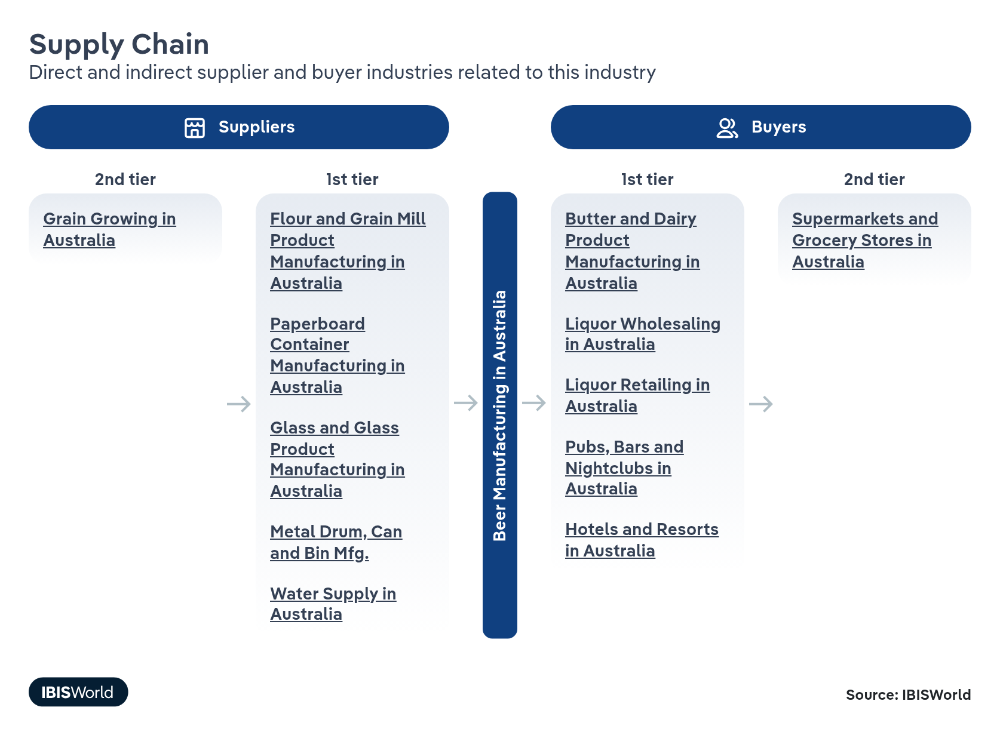 Supply Chain
Direct and indirect supplier and buyer industries related to this industry
Suppliers
Buyers
2nd tier
1st tier
1st tier
2nd tier
Grain Growing in
Australia
Flour and Grain Mill
Product
Manufacturing in
Australia
Paperboard
Container
Manufacturing in
Australia
Glass and Glass
Product
Manufacturing in
Australia
Metal Drum, Can
and Bin Mfg.
Water Supply in
Australia
Beer Manufacturing in Australia
Butter and Dairy
Product
Manufacturing in
Australia
Liquor Wholesaling
in Australia
Liquor Retailing in
Australia
Pubs, Bars and
Nightclubs in
Australia
Hotels and Resorts
in Australia
Supermarkets and
Grocery Stores in
Australia
IBISWorld
Source: IBISWorld